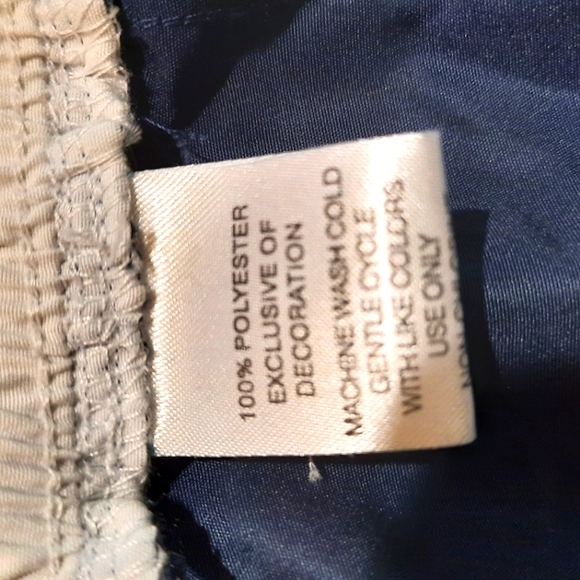 100% POLYESTER
EXCLUSIVE OF
DECORATION
MACHINE WASH COLD
GENTLE CYCLE
WITH LIKE COLORS
USE ONLY